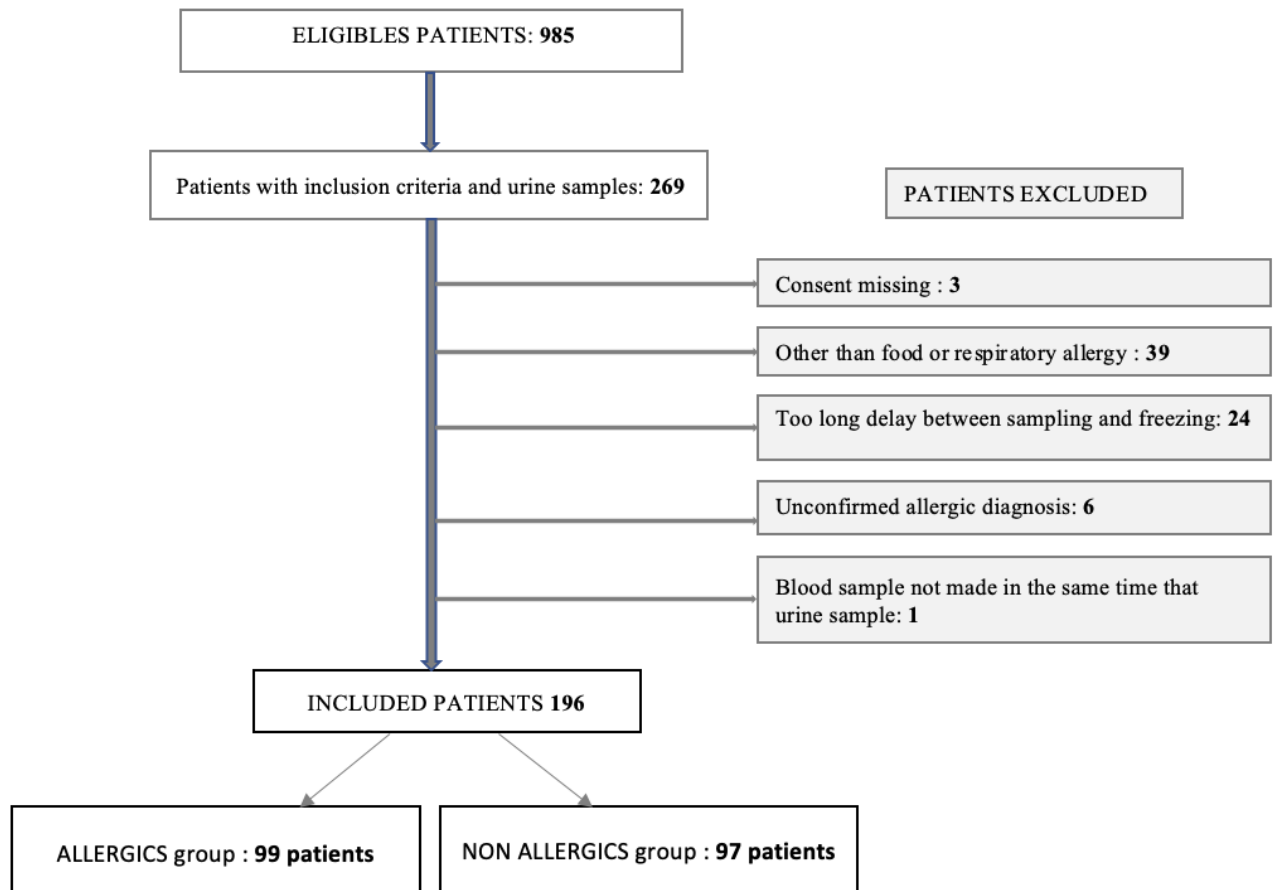 ELIGIBLES PATIENTS: 985
Patients with inclusion criteria and urine samples: 269
PATIENTS EXCLUDED
Consent missing : 3
Other than food or respiratory allergy : 39
Too long delay between sampling and freezing: 24
Unconfirmed allergic diagnosis: 6
Blood sample not made in the same time that
urine sample: 1
INCLUDED PATIENTS 196
ALLERGICS group : 99 patients
NON ALLERGICS group : 97 patients